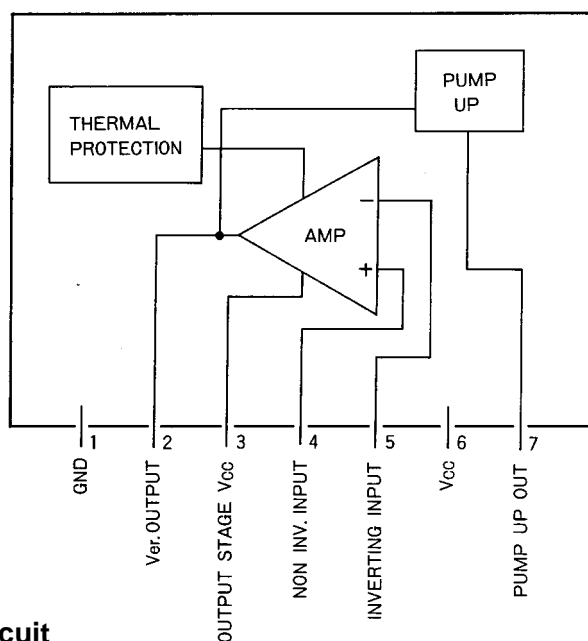 PUMP
UP
THERMAL
PROTECTION
AMP
−
+
1 2 3 4 5 6 7
GND
Ver. OUTPUT
OUTPUT STAGE VCC
NON INV. INPUT
INVERTING INPUT
VCC
PUMP UP OUT
cuit